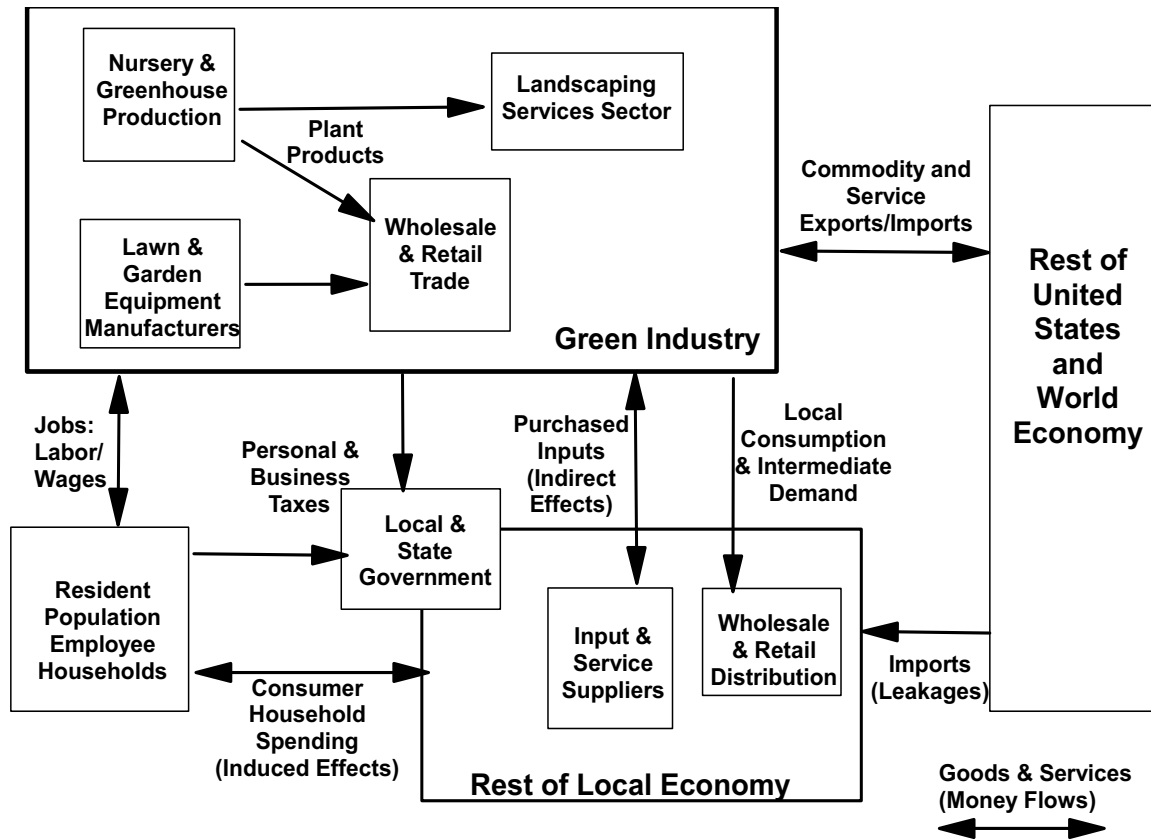 Nursery &
Greenhouse
Production
Landscaping
Services Sector
Plant
Products
Wholesale
& Retail
Trade
Lawn &
Garden
Equipment
Manufacturers
Green Industry
Commodity and
Service
Exports/Imports
Rest of
United
States
and
World
Economy
Jobs:
Labor/
Wages
Personal &
Business
Taxes
Purchased
Inputs
(Indirect
Effects)
Local
Consumption
& Intermediate
Demand
Local &
State
Government
Resident
Population
Employee
Households
Input &
Service
Suppliers
Wholesale
& Retail
Distribution
Imports
(Leakages)
Consumer
Household
Spending
(Induced Effects)
Rest of Local Economy
Goods & Services
(Money Flows)